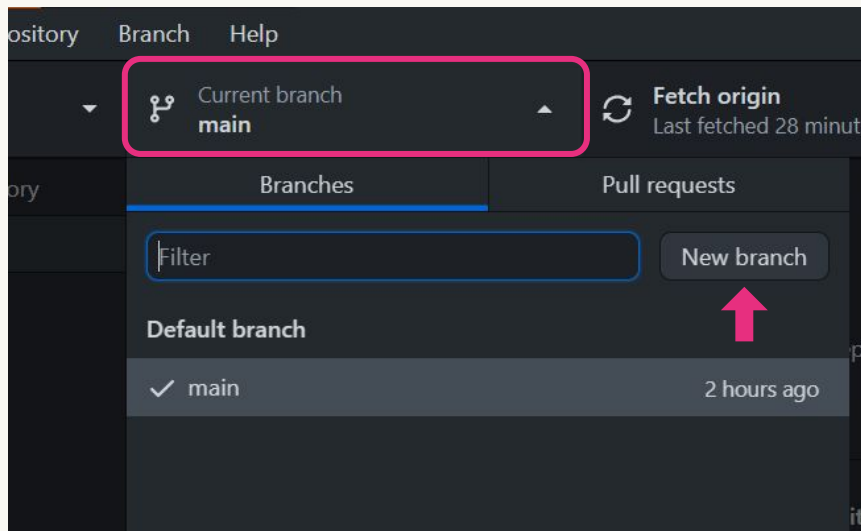 ository Branch Help
Current branch
main
Fetch origin
Last fetched 28 minut
ory
Branches
Pull requests
Filter
New branch
Default branch
main
2 hours ago